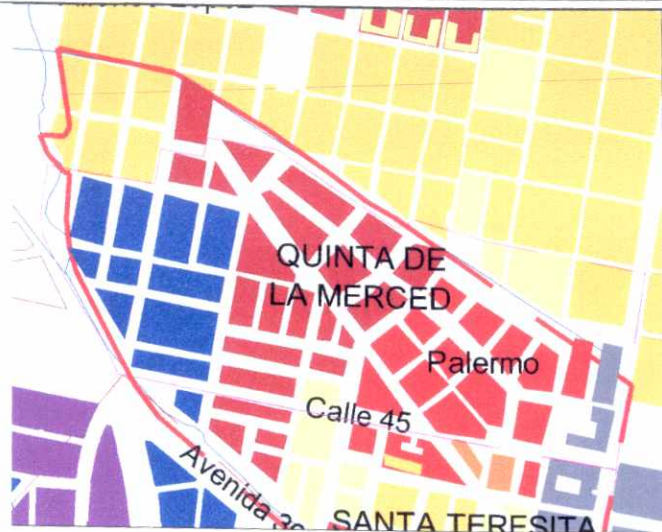 QUINTA DE
LA MERCED
Palermo
Calle 45
Avenida
SANTA TERESITA